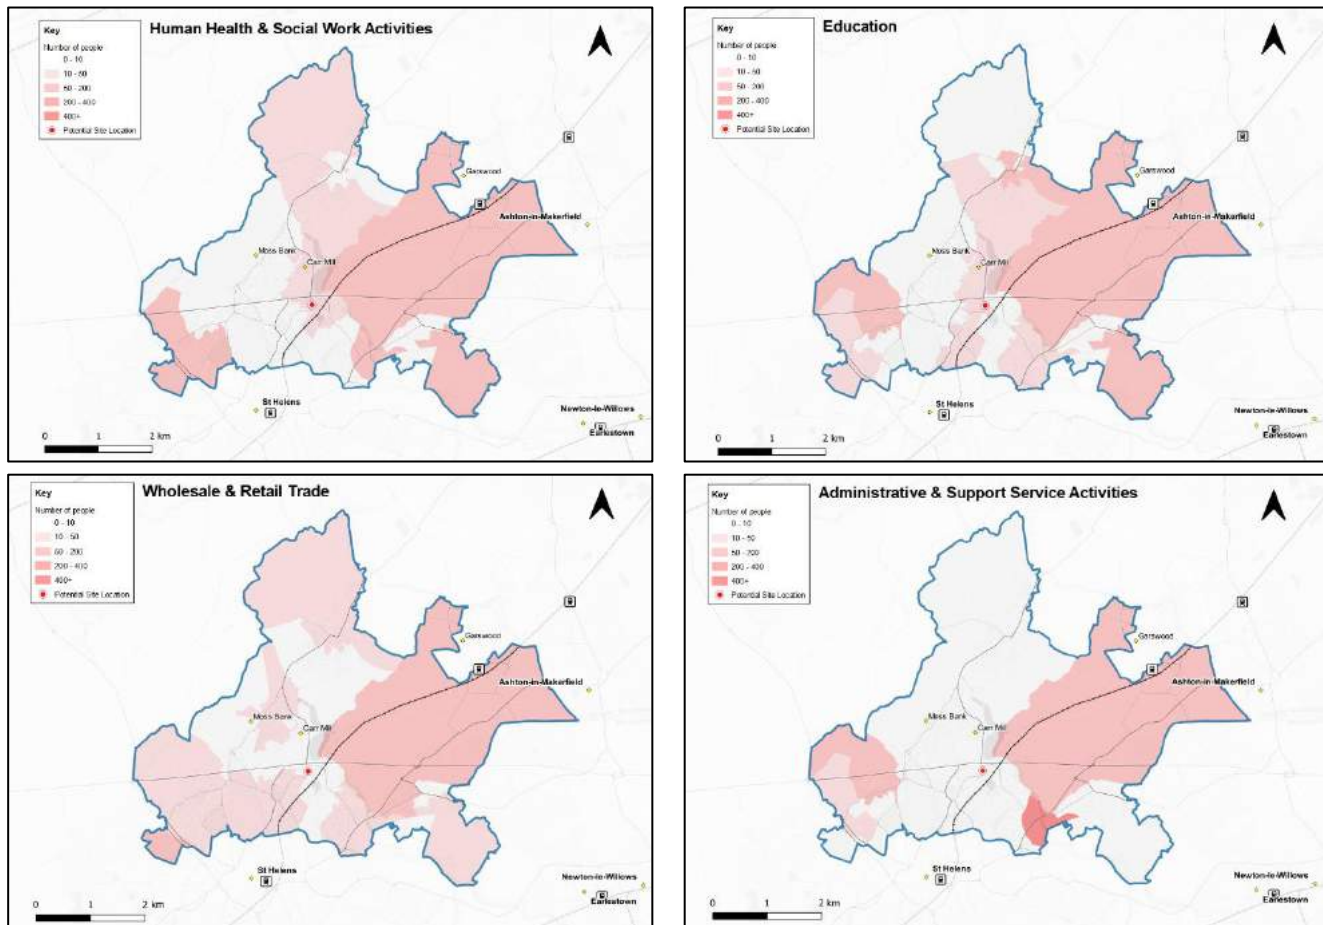 Human Health & Social Work Activities
Key
Number of people
0 - 10
10 - 50
50 - 200
200 - 400
400+
Potential Site Location
Garswood
Ashton-in-Makerfield
Moss Bank
Carr Mill
St Helens
Newton-le-Willows
Earlestown
0 1 2 km
Education
Key
Number of people
0 - 10
10 - 50
50 - 200
200 - 400
400+
Potential Site Location
Garswood
Ashton-in-Makerfield
Moss Bank
Carr Mill
St Helens
Newton-le-Willows
Earlestown
0 1 2 km
Wholesale & Retail Trade
Key
Number of people
0 - 10
10 - 50
50 - 200
200 - 400
400+
Potential Site Location
Garswood
Ashton-in-Makerfield
Moss Bank
Carr Mill
St Helens
Newton-le-Willows
Earlestown
0 1 2 km
Administrative & Support Service Activities
Key
Number of people
0 - 10
10 - 50
50 - 200
200 - 400
400+
Potential Site Location
Garswood
Ashton-in-Makerfield
Moss Bank
Carr Mill
St Helens
Newton-le-Willows
Earlestown
0 1 2 km